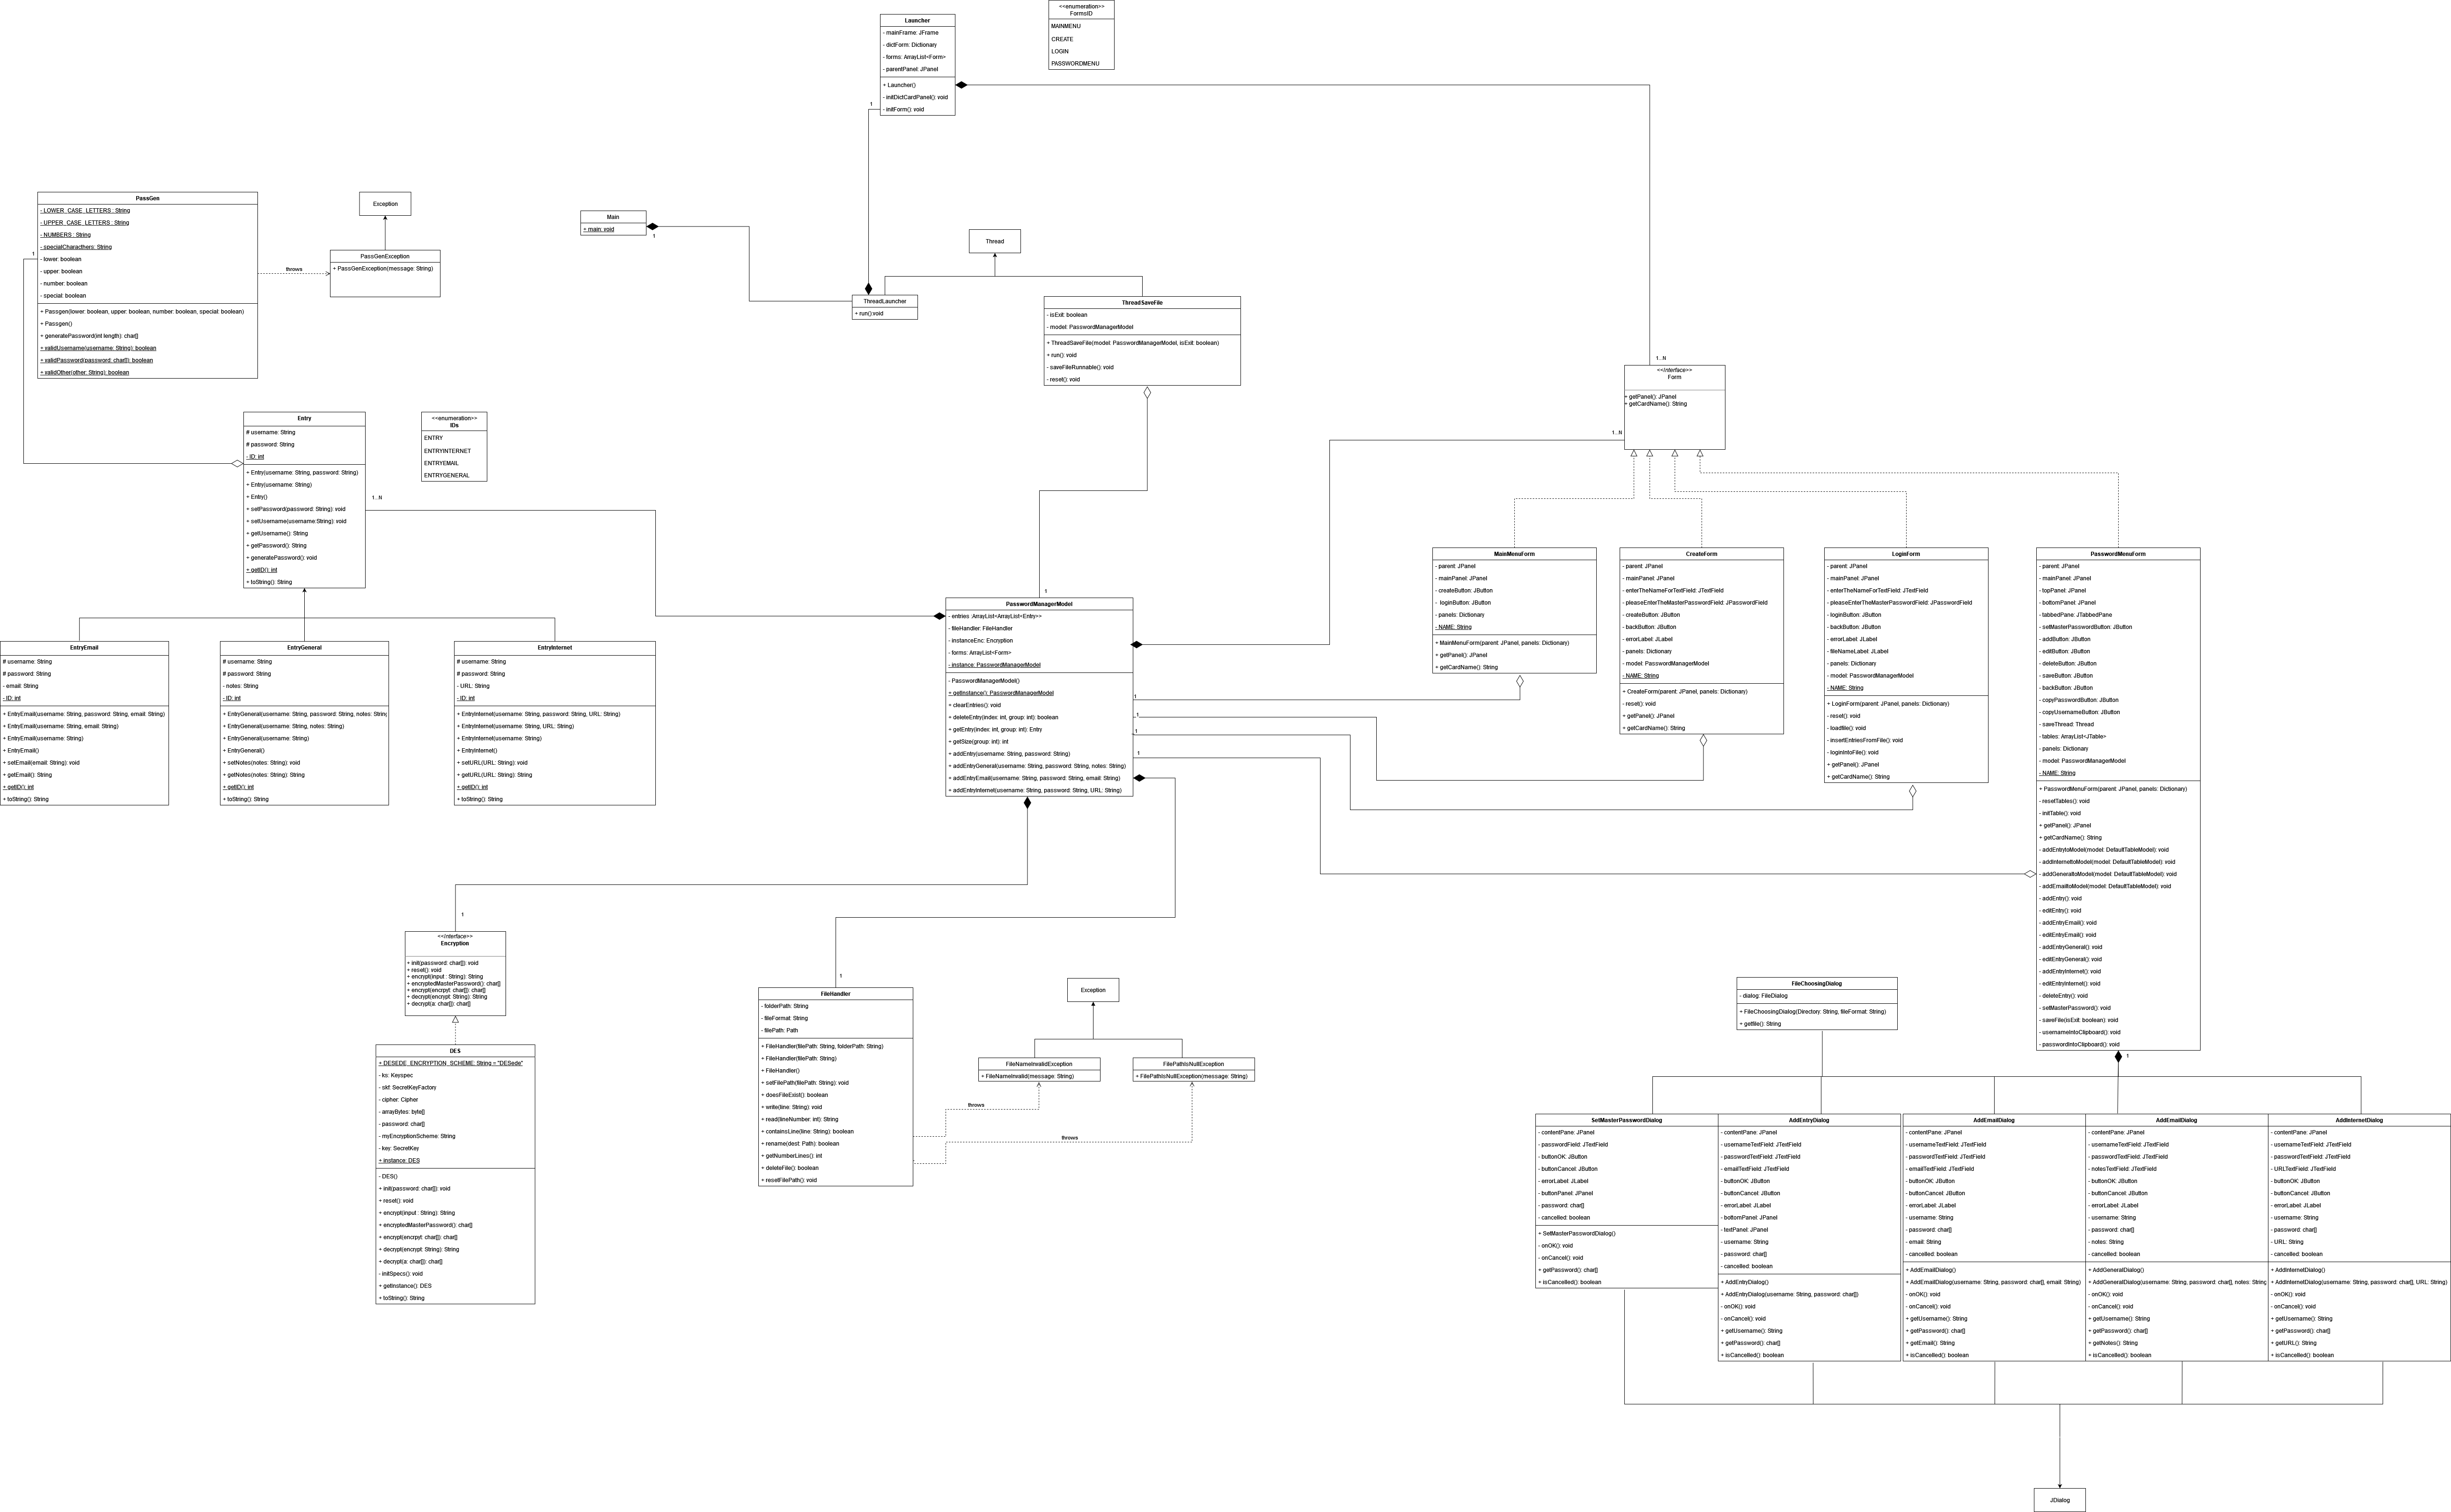 <<enumeration>>
FormsID
MAINMENU
CREATE
LOGIN
PASSWORDMENU
Launcher
- mainFrame: JFrame
- dictForm: Dictionary
- forms: ArrayList<Form>
- parentPanel: JPanel
+ Launcher()
- initDictCardPanel(): void
- initForm(): void
1
PassGen
- LOWER_CASE_LETTERS : String
- UPPER_CASE_LETTERS : String
- NUMBERS : String
- specialCharacthers: String
- lower: boolean
- upper: boolean
- number: boolean
- special: boolean
+ Passgen(lower: boolean, upper: boolean, number: boolean, special: boolean)
+ Passgen()
+ generatePassword(int length): char[]
+ validUsername(username: String): boolean
+ validPassword(password: char[]): boolean
+ validOther(other: String): boolean
1
throws
Exception
PassGenException
+ PassGenException(message: String)
Main
+ main: void
1
Thread
ThreadLauncher
+ run():void
ThreadSaveFile
- isExit: boolean
- model: PasswordManagerModel
+ ThreadSaveFile(model: PasswordManagerModel, isExit: boolean)
+ run(): void
- saveFileRunnable(): void
- reset(): void
1...N
<<Interface>>
Form
+ getPanel(): JPanel
+ getCardName(): String
1...N
Entry
# username: String
# password: String
- ID: int
+ Entry(username: String, password: String)
+ Entry(username: String)
+ Entry()
+ setPassword(password: String): void
+ setUsername(username:String): void
+ getUsername(): String
+ getPassword(): String
+ generatePassword(): void
+ getID(): int
+ toString(): String
1...N
<<enumeration>>
IDs
ENTRY
ENTRYINTERNET
ENTRYEMAIL
ENTRYGENERAL
EntryEmail
# username: String
# password: String
- email: String
- ID: int
+ EntryEmail(username: String, password: String, email: String)
+ EntryEmail(username: String, email: String)
+ EntryEmail(username: String)
+ EntryEmail()
+ setEmail(email: String): void
+ getEmail(): String
+ getID(): int
+ toString(): String
EntryGeneral
# username: String
# password: String
- notes: String
- ID: int
+ EntryGeneral(username: String, password: String, notes: String
+ EntryGeneral(username: String, notes: String)
+ EntryGeneral(username: String)
+ EntryGeneral()
+ setNotes(notes: String): void
+ getNotes(notes: String): String
+ getID(): int
+ toString(): String
EntryInternet
# username: String
# password: String
- URL: String
- ID: int
+ EntryInternet(username: String, password: String, URL: String)
+ EntryInternet(username: String, URL: String)
+ EntryInternet(username: String)
+ EntryInternet()
+ setURL(URL: String): void
+ getURL(URL: String): String
+ getID(): int
+ toString(): String
1
PasswordManagerModel
- entries :ArrayList<ArrayList<Entry>>
- fileHandler: FileHandler
- instanceEnc: Encryption
- forms: ArrayList<Form>
- instance: PasswordManagerModel
- PasswordManagerModel()
+ getInstance(): PasswordManagerModel
+ clearEntries(): void
+ deleteEntry(index: int, group: int): boolean
+ getEntry(index: int, group: int): Entry
+ getSize(group: int): int
+ addEntry(username: String, password: String)
+ addEntryGeneral(username: String, password: String, notes: String)
+ addEntryEmail(username: String, password: String, email: String)
+ addEntryInternet(username: String, password: String, URL: String)
1
1
1
1
MainMenuForm
- parent: JPanel
- mainPanel: JPanel
- createButton: JButton
- loginButton: JButton
- panels: Dictionary
- NAME: String
+ MainMenuForm(parent: JPanel, panels: Dictionary)
+ getPanel(): JPanel
+ getCardName(): String
CreateForm
- parent: JPanel
- mainPanel: JPanel
- enterTheNameForTextField: JTextField
- pleaseEnterTheMasterPasswordField: JPasswordField
- createButton: JButton
- backButton: JButton
- errorLabel: JLabel
- panels: Dictionary
- model: PasswordManagerModel
- NAME: String
+ CreateForm(parent: JPanel, panels: Dictionary)
- reset(): void
+ getPanel(): JPanel
+ getCardName(): String
LoginForm
- parent: JPanel
- mainPanel: JPanel
- enterTheNameForTextField: JTextField
- pleaseEnterTheMasterPasswordField: JPasswordField
- loginButton: JButton
- backButton: JButton
- errorLabel: JLabel
- fileNameLabel: JLabel
- panels: Dictionary
- model: PasswordManagerModel
- NAME: String
+ LoginForm(parent: JPanel, panels: Dictionary)
- reset(): void
- loadfile(): void
- insertEntriesFromFile(): void
- loginIntoFile(): void
+ getPanel(): JPanel
+ getCardName(): String
PasswordMenuForm
- parent: JPanel
- mainPanel: JPanel
- topPanel: JPanel
- bottomPanel: JPanel
- tabbedPane: JTabbedPane
- setMasterPasswordButton: JButton
- addButton: JButton
- editButton: JButton
- deleteButton: JButton
- saveButton: JButton
- backButton: JButton
- copyPasswordButton: JButton
- copyUsernameButton: JButton
- saveThread: Thread
- tables: ArrayList<JTable>
- panels: Dictionary
- model: PasswordManagerModel
- NAME: String
+ PasswordMenuForm(parent: JPanel, panels: Dictionary)
- resetTables(): void
- initTable(): void
+ getPanel(): JPanel
+ getCardName(): String
- addEntrytoModel(model: DefaultTableModel): void
- addInternettoModel(model: DefaultTableModel): void
- addGeneraltoModel(model: DefaultTableModel): void
- addEmailtoModel(model: DefaultTableModel): void
- addEntry(): void
- editEntry(): void
- addEntryEmail(): void
- editEntryEmail(): void
- addEntryGeneral(): void
- editEntryGeneral(): void
- addEntryInternet(): void
- editEntryInternet(): void
- deleteEntry(): void
- setMasterPassword(): void
- saveFile(isExit: boolean): void
- usernameIntoClipboard(): void
- passwordIntoClipboard(): void
1
1
<<Interface>>
Encryption
+ init(password: char[]): void
+ reset(): void
+ encrypt(input : String): String
+ encryptedMasterPassword(): char[]
+ encrypt(encrpyt: char[]): char[]
+ decrypt(encrypt: String): String
+ decrypt(a: char[]): char[]
DES
+ DESEDE_ENCRYPTION_SCHEME: String = "DESede"
- ks: Keyspec
- skf: SecretKeyFactory
- cipher: Cipher
- arrayBytes: byte[]
- password: char[]
- myEncryptionScheme: String
- key: SecretKey
+ instance: DES
- DES()
+ init(password: char[]): void
+ reset(): void
+ encrypt(input : String): String
+ encryptedMasterPassword(): char[]
+ encrypt(encrpyt: char[]): char[]
+ decrypt(encrypt: String): String
+ decrypt(a: char[]): char[]
- initSpecs(): void
+ getInstance(): DES
+ toString(): String
1
FileHandler
- folderPath: String
- fileFormat: String
- filePath: Path
+ FileHandler(filePath: String, folderPath: String)
+ FileHandler(filePath: String)
+ FileHandler()
+ setFilePath(filePath: String): void
+ doesFileExist(): boolean
+ write(line: String): void
+ read(lineNumber: int): String
+ containsLine(line: String): boolean
+ rename(dest: Path): boolean
+ getNumberLines(): int
+ deleteFile(): boolean
+ resetFilePath(): void
Exception
FileNameInvalidException
+ FileNameInvalid(message: String)
FilePathIsNullException
+ FilePathIsNullException(message: String)
throws
throws
FileChoosingDialog
- dialog: FileDialog
+ FileChoosingDialog(Directory: String, fileFormat: String)
+ getfile(): String
SetMasterPasswordDialog
- contentPane: JPanel
- passwordField: JTextField
- buttonOK: JButton
- buttonCancel: JButton
- errorLabel: JLabel
- buttonPanel: JPanel
- password: char[]
- cancelled: boolean
+ SetMasterPasswordDialog()
- onOK(): void
- onCancel(): void
+ getPassword(): char[]
+ isCancelled(): boolean
AddEntryDialog
- contentPane: JPanel
- usernameTextField: JTextField
- passwordTextField: JTextField
- emailTextField: JTextField
- buttonOK: JButton
- buttonCancel: JButton
- errorLabel: JLabel
- bottomPanel: JPanel
- textPanel: JPanel
- username: String
- password: char[]
- cancelled: boolean
+ AddEntryDialog()
+ AddEntryDialog(username: String, password: char[])
- onOK(): void
- onCancel(): void
+ getUsername(): String
+ getPassword(): char[]
+ isCancelled(): boolean
AddEmailDialog
- contentPane: JPanel
- usernameTextField: JTextField
- passwordTextField: JTextField
- emailTextField: JTextField
- buttonOK: JButton
- buttonCancel: JButton
- errorLabel: JLabel
- username: String
- password: char[]
- email: String
- cancelled: boolean
+ AddEmailDialog()
+ AddEmailDialog(username: String, password: char[], email: String)
- onOK(): void
- onCancel(): void
+ getUsername(): String
+ getPassword(): char[]
+ getEmail(): String
+ isCancelled(): boolean
AddEmailDialog
- contentPane: JPanel
- usernameTextField: JTextField
- passwordTextField: JTextField
- notesTextField: JTextField
- buttonOK: JButton
- buttonCancel: JButton
- errorLabel: JLabel
- username: String
- password: char[]
- notes: String
- cancelled: boolean
+ AddGeneralDialog()
+ AddGeneralDialog(username: String, password: char[], notes: String
- onOK(): void
- onCancel(): void
+ getUsername(): String
+ getPassword(): char[]
+ getNotes(): String
+ isCancelled(): boolean
AddInternetDialog
- contentPane: JPanel
- usernameTextField: JTextField
- passwordTextField: JTextField
- URLTextField: JTextField
- buttonOK: JButton
- buttonCancel: JButton
- errorLabel: JLabel
- username: String
- password: char[]
- URL: String
- cancelled: boolean
+ AddInternetDialog()
+ AddInternetDialog(username: String, password: char[], URL: String)
- onOK(): void
- onCancel(): void
+ getUsername(): String
+ getPassword(): char[]
+ getURL(): String
+ isCancelled(): boolean
JDialog